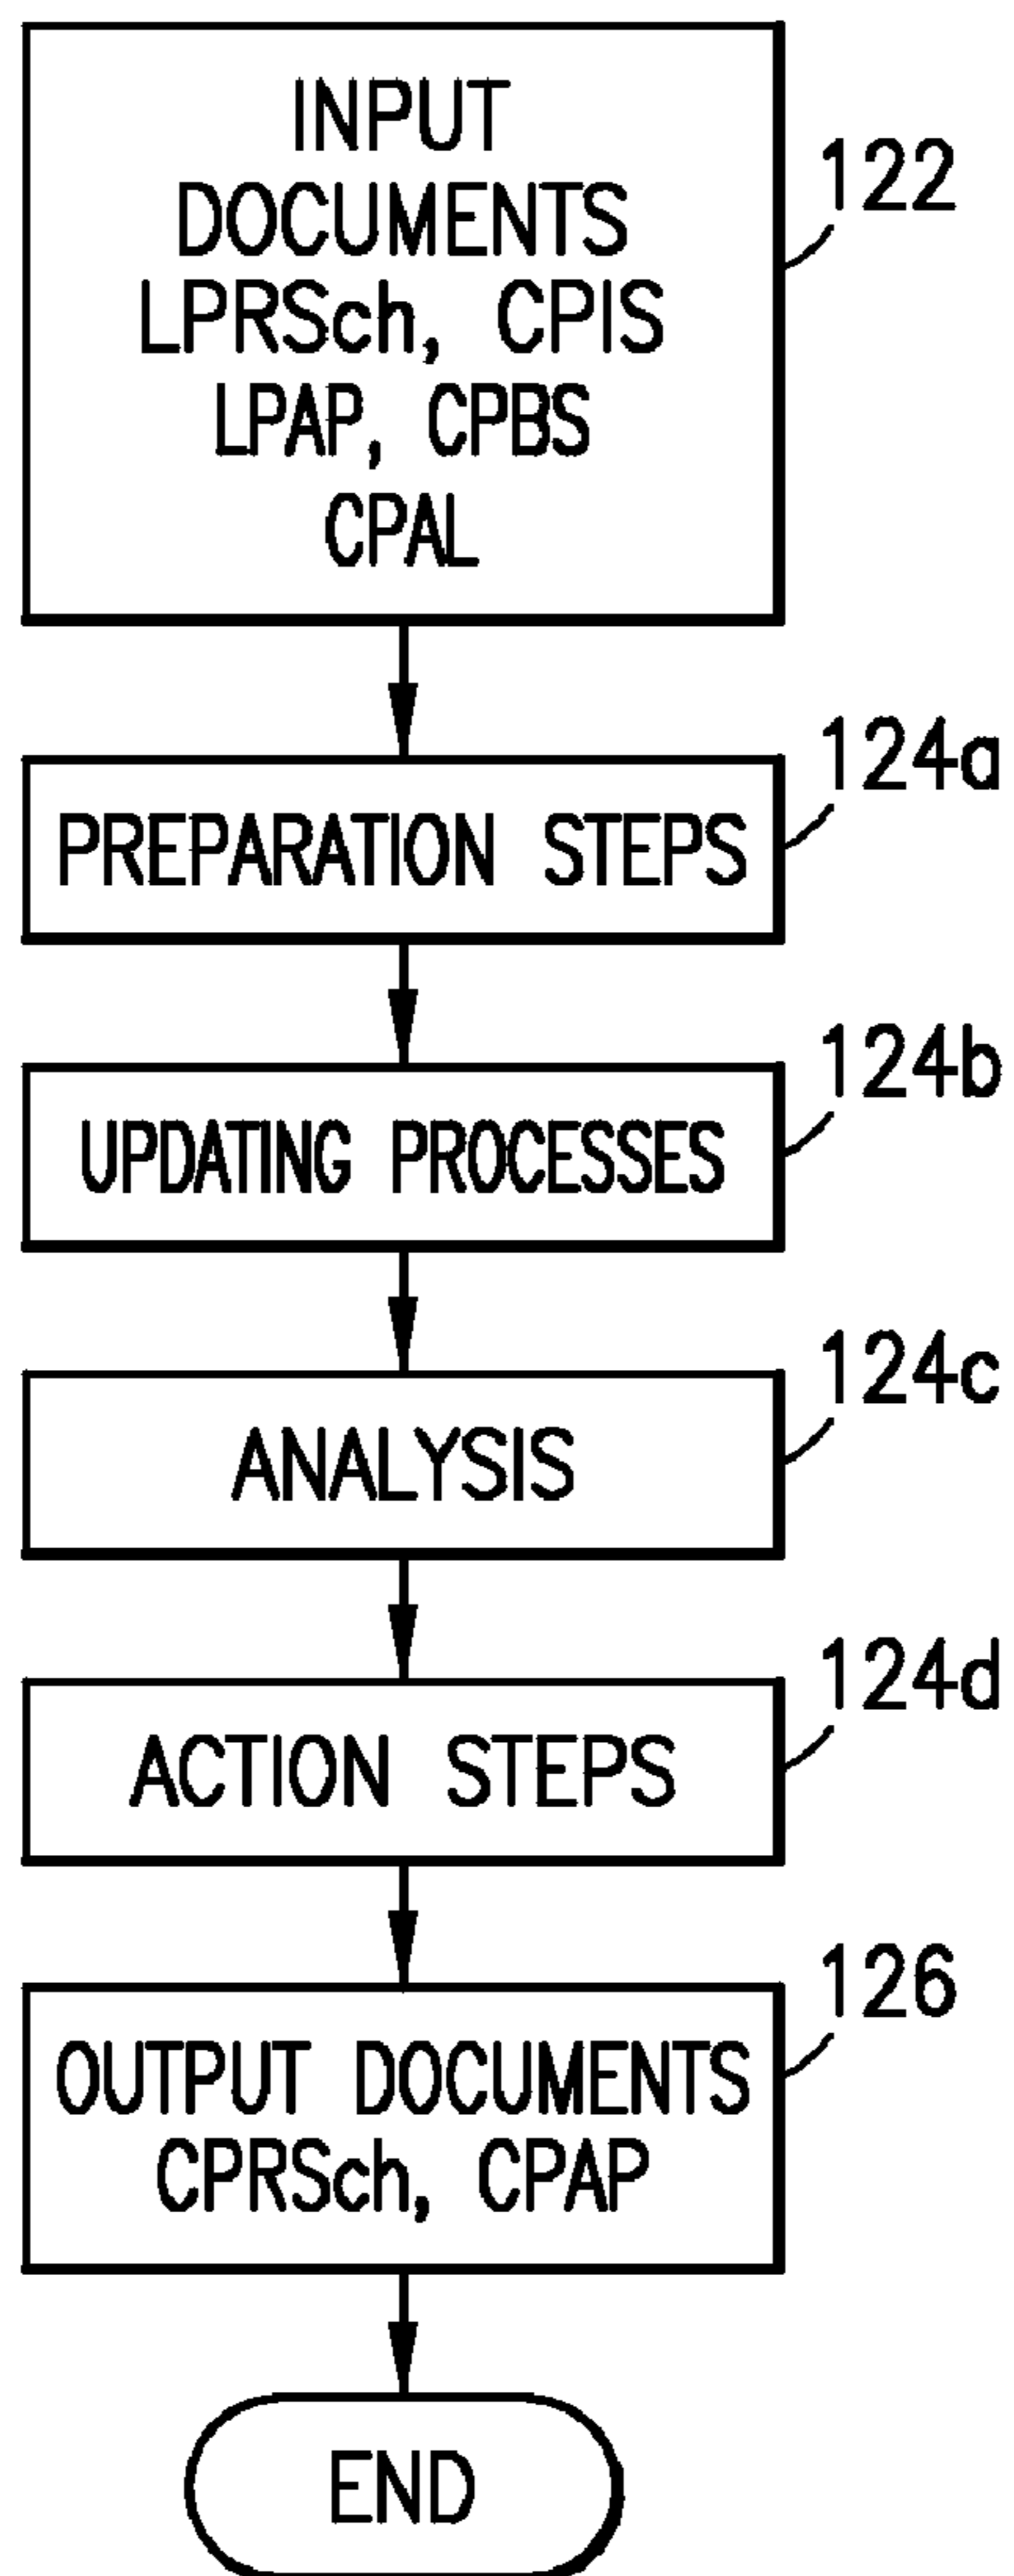 INPUT
DOCUMENTS
LPRSch, CPIS
LPAP, CPBS
CPAL
122
PREPARATION STEPS
124a
UPDATING PROCESSES
124b
ANALYSIS
124c
ACTION STEPS
124d
OUTPUT DOCUMENTS
CPRSch, CPAP
126
END